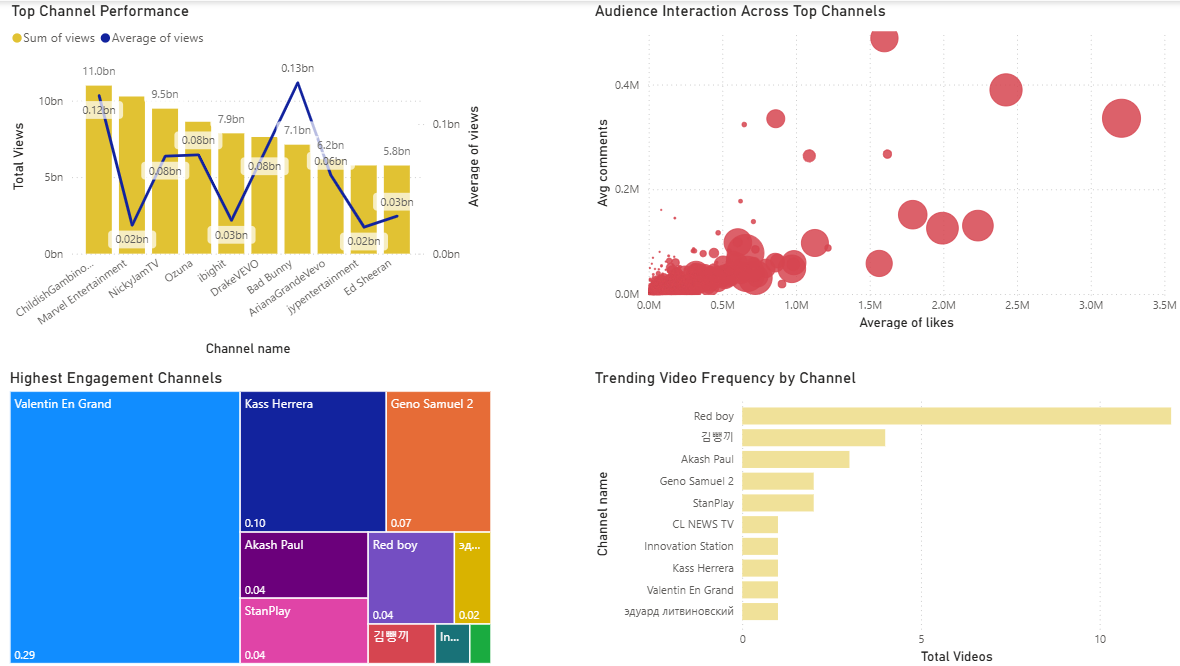 Top Channel Performance
Sum of views Average of views
11.0bn
0.13bn
9.5bn
7.9bn
7.1bn
6.2bn
5.8bn
0.12bn
0.02bn
0.08bn
0.08bn
0.03bn
0.08bn
0.06bn
0.02bn
0.03bn
10bn
5bn
0bn
Total Views
0.1bn
0.0bn
Average of views
ChildishGambino...
Marvel Entertainment
NickyJamTV
Ozuna
ibighit
DrakeVEVO
Bad Bunny
ArianaGrandeVevo
jypentertainment
Ed Sheeran
Channel name
Audience Interaction Across Top Channels
0.4M
0.2M
0.0M
Avg comments
0.0M 0.5M 1.0M 1.5M 2.0M 2.5M 3.0M 3.5M
Average of likes
Highest Engagement Channels
Valentin En Grand
0.29
Kass Herrera
0.10
Geno Samuel 2
0.07
Akash Paul
0.04
StanPlay
0.04
Red boy
0.04
эд...
0.02
김뽱끼
In...
Trending Video Frequency by Channel
Red boy
김뽱끼
Akash Paul
Geno Samuel 2
StanPlay
CL NEWS TV
Innovation Station
Kass Herrera
Valentin En Grand
эдуард литвиновский
Channel name
0 5 10
Total Videos